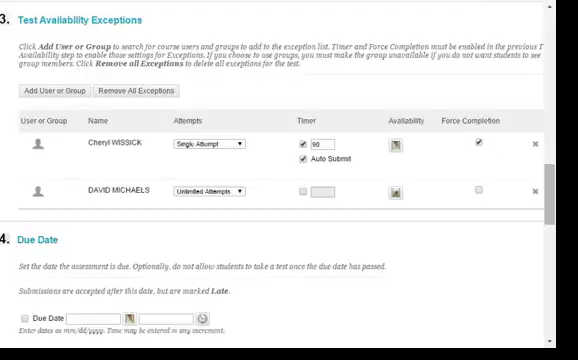 3. Test Availability Exceptions
Click Add User or Group to search for course users and groups to add to the exception list. Timer and Force Completion must be enabled in the previous T
Availability step to enable those settings for Exceptions. If you choose to use groups, you must make the group unavailable if you do not want students to see
group members. Click Remove all Exceptions to delete all exceptions for the test.
Add User or Group Remove All Exceptions
User or Group Name Attempts Timer Availability Force Completion
Cheryl WISSICK Single Attempt 90
Auto Submit
DAVID MICHAELS Unlimited Attempts
4. Due Date
Set the date the assessment is due. Optionally, do not allow students to take a test once the due date has passed.
Submissions are accepted after this date, but are marked Late.
Due Date
Enter dates as mm/dd/yyyy. Time may be entered in any increment.